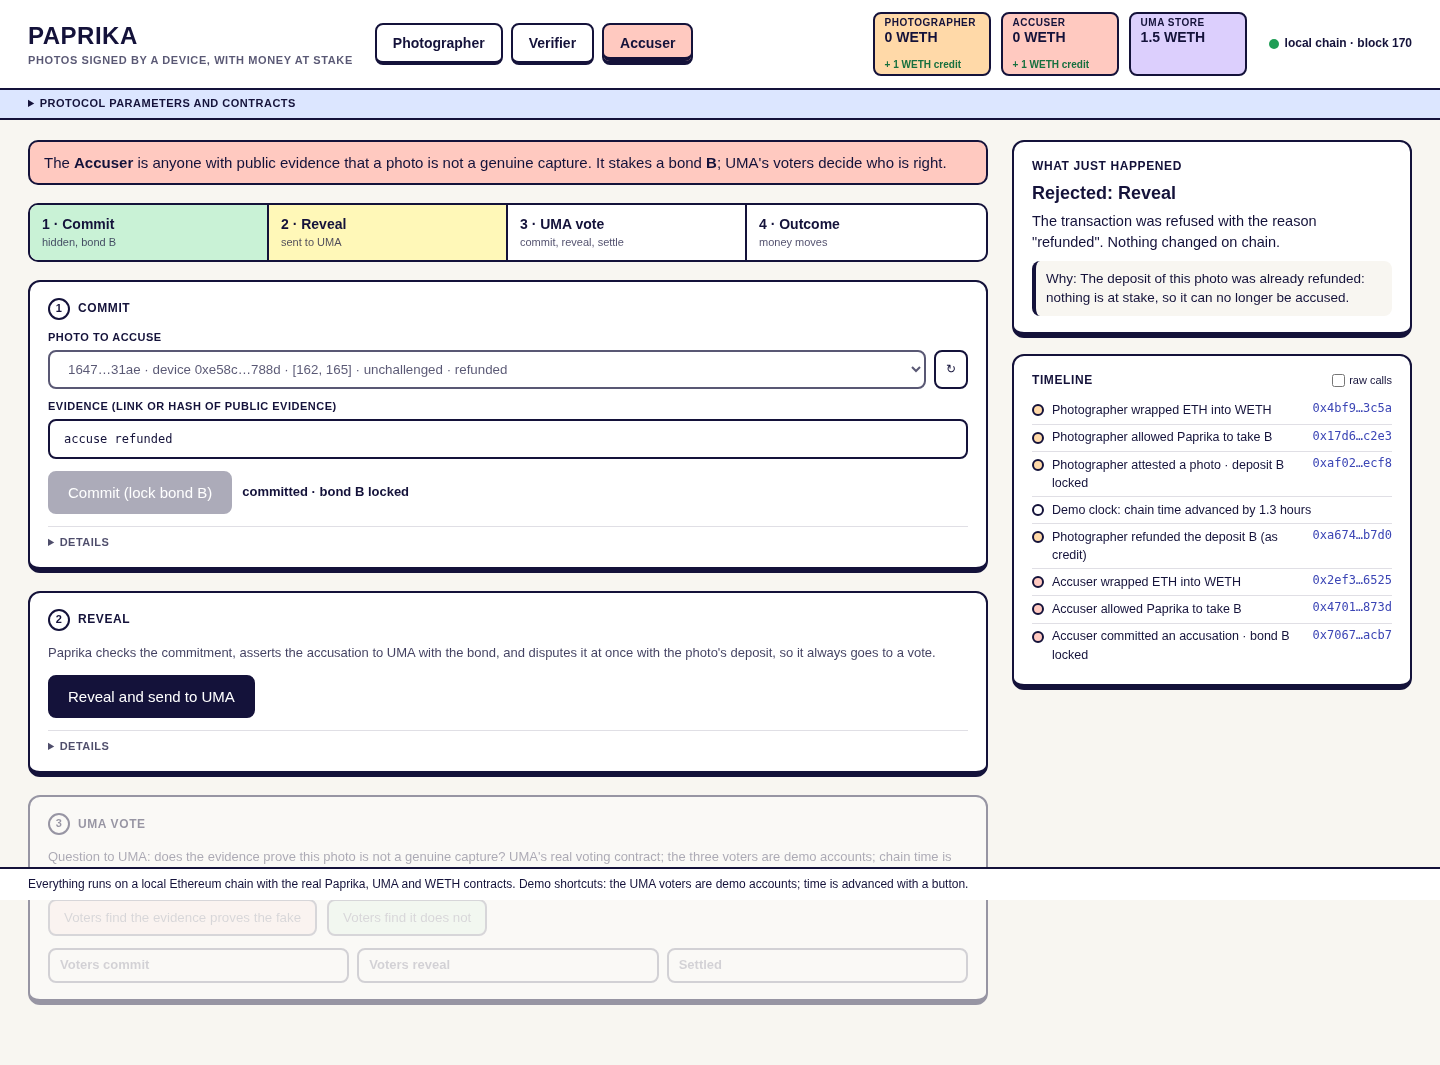 PAPRIKA
PHOTOS SIGNED BY A DEVICE, WITH MONEY AT STAKE
Photographer
Verifier
Accuser
PHOTOGRAPHER
0 WETH
+ 1 WETH credit
ACCUSER
0 WETH
+ 1 WETH credit
UMA STORE
1.5 WETH
local chain · block 170
PROTOCOL PARAMETERS AND CONTRACTS
The Accuser is anyone with public evidence that a photo is not a genuine capture. It stakes a bond B; UMA's voters decide who is right.
1 · Commit
hidden, bond B
2 · Reveal
sent to UMA
3 · UMA vote
commit, reveal, settle
4 · Outcome
money moves
1 COMMIT
PHOTO TO ACCUSE
1647…31ae · device 0xe58c…788d · [162, 165] · unchallenged · refunded
↻
EVIDENCE (LINK OR HASH OF PUBLIC EVIDENCE)
accuse refunded
Commit (lock bond B)
committed · bond B locked
DETAILS
2 REVEAL
Paprika checks the commitment, asserts the accusation to UMA with the bond, and disputes it at once with the photo's deposit, so it always goes to a vote.
Reveal and send to UMA
DETAILS
3 UMA VOTE
Question to UMA: does the evidence prove this photo is not a genuine capture? UMA's real voting contract; the three voters are demo accounts; chain time is
Everything runs on a local Ethereum chain with the real Paprika, UMA and WETH contracts. Demo shortcuts: the UMA voters are demo accounts; time is advanced with a button.
Voters find the evidence proves the fake
Voters find it does not
Voters commit
Voters reveal
Settled
WHAT JUST HAPPENED
Rejected: Reveal
The transaction was refused with the reason
"refunded". Nothing changed on chain.
Why: The deposit of this photo was already refunded:
nothing is at stake, so it can no longer be accused.
TIMELINE
raw calls
Photographer wrapped ETH into WETH 0x4bf9…3c5a
Photographer allowed Paprika to take B 0x17d6…c2e3
Photographer attested a photo · deposit B 0xaf02…ecf8
locked
Demo clock: chain time advanced by 1.3 hours
Photographer refunded the deposit B (as 0xa674…b7d0
credit)
Accuser wrapped ETH into WETH 0x2ef3…6525
Accuser allowed Paprika to take B 0x4701…873d
Accuser committed an accusation · bond B 0x7067…acb7
locked